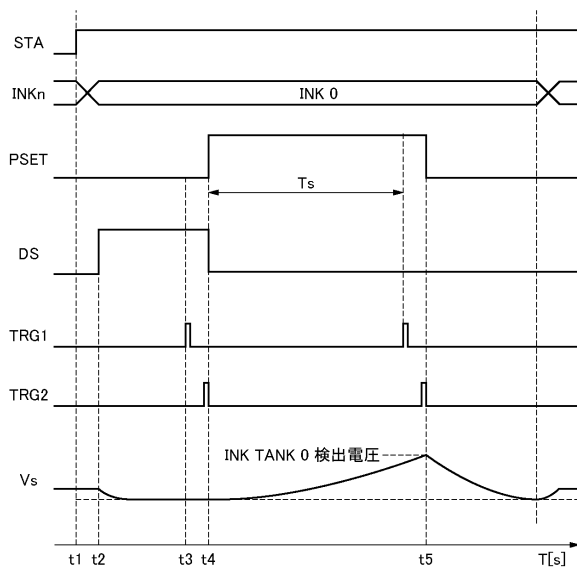 STA
INKn
INK 0
PSET
Ts
DS
TRG1
TRG2
INK TANK 0 検出電圧
Vs
t1 t2 t3 t4 t5 T[s]